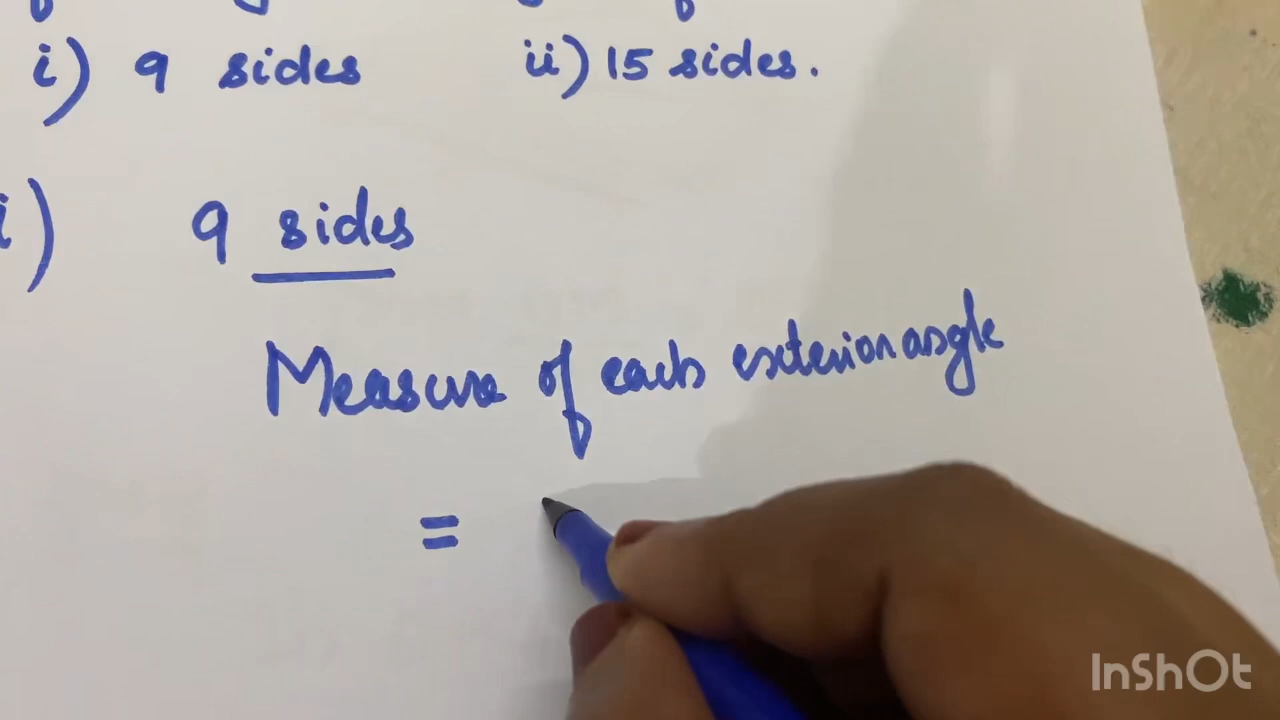 i) 9 sides ii) 15 sides.
i) 9 sides
Measure of each exterior angle
=
InShOt